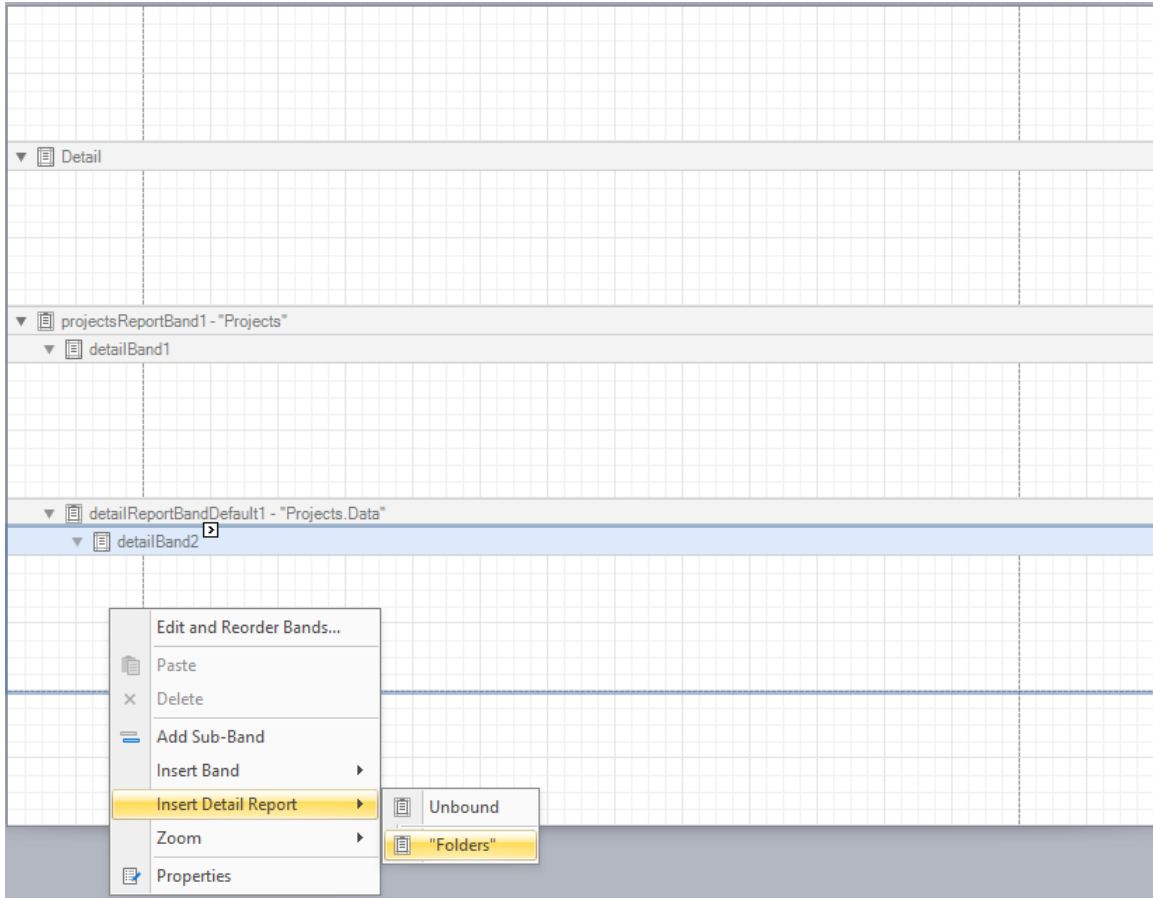 Detail
projectsReportBand1 - "Projects"
detailBand1
detailReportBandDefault1 - "Projects.Data"
detailBand2
Edit and Reorder Bands...
Paste
Delete
Add Sub-Band
Insert Band
Insert Detail Report
Unbound
Zoom
"Folders"
Properties